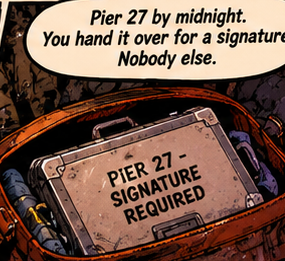 Pier 27 by midnight.
You hand it over for a signature
Nobody else.
PIER 27 -
SIGNATURE
REQUIRED